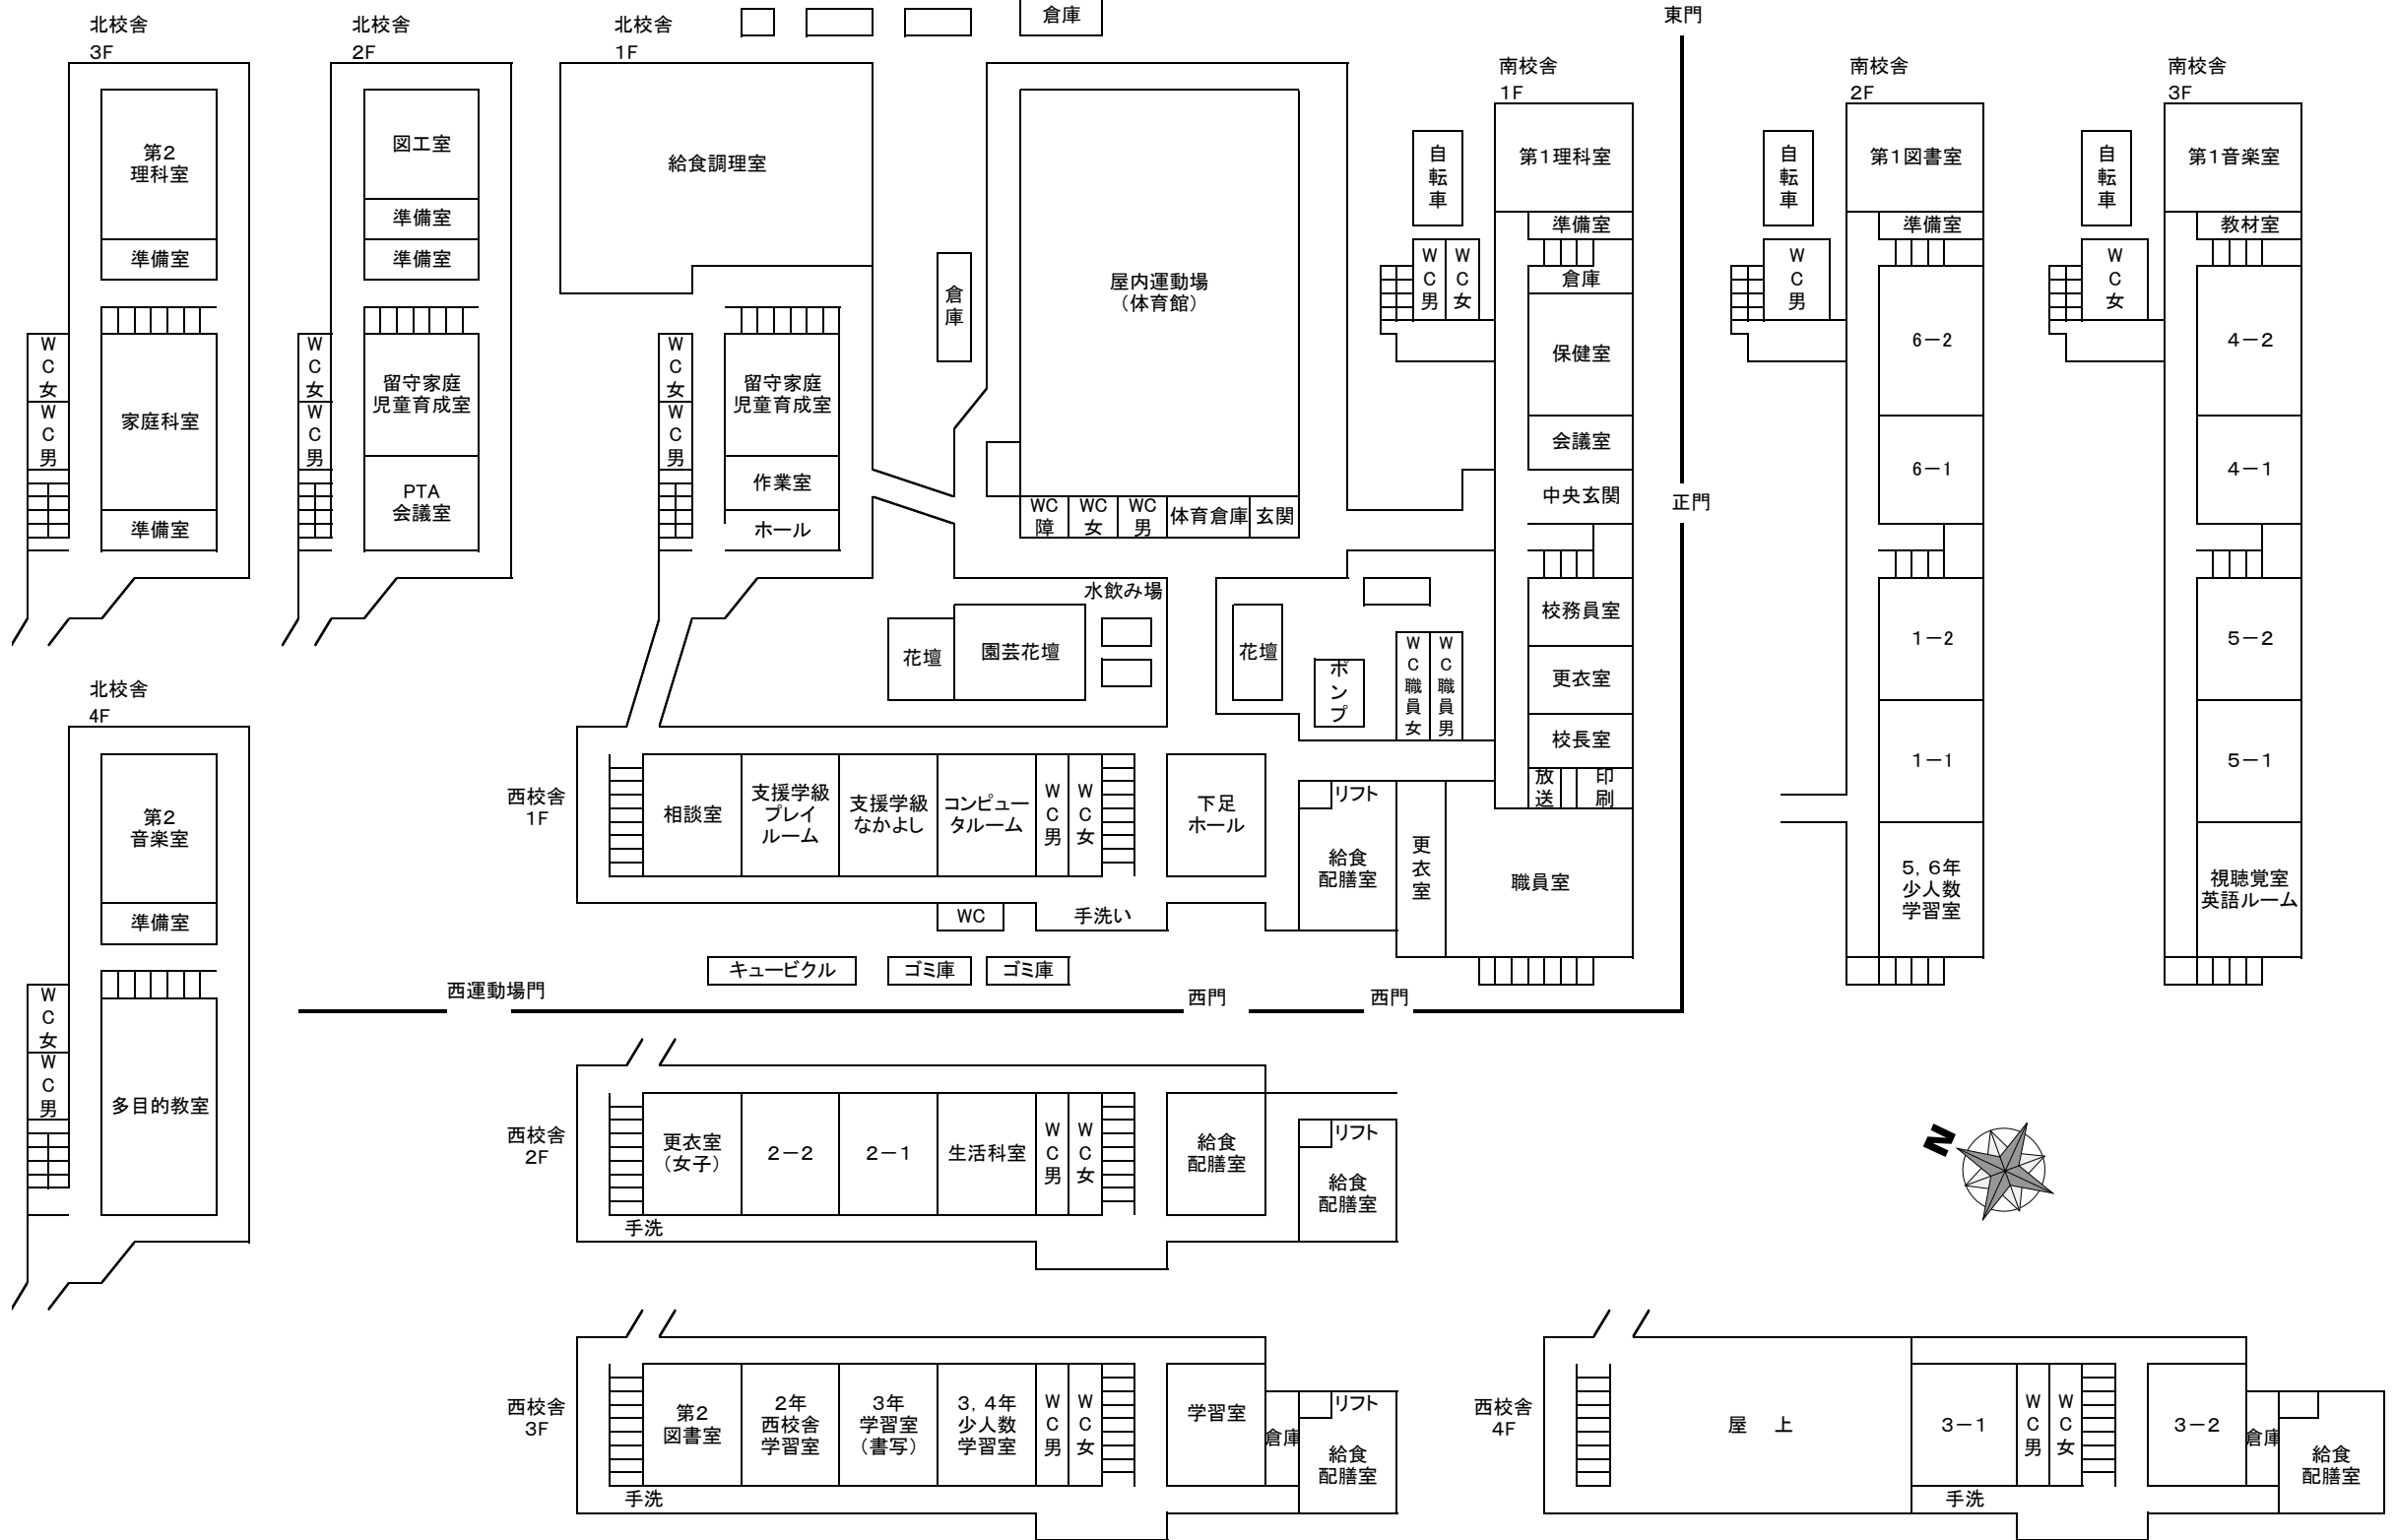 北校舎
3F
第2
理科室
準備室
WC女
WC男
家庭科室
準備室
北校舎
2F
図工室
準備室
準備室
WC女
WC男
留守家庭
児童育成室
PTA
会議室
北校舎
1F
給食調理室
WC女
WC男
留守家庭
児童育成室
作業室
ホール
倉庫
倉庫
屋内運動場
（体育館）
WC
障
WC
女
WC
男
体育倉庫
玄関
水飲み場
花壇
園芸花壇
花壇
ポンプ
東門
正門
南校舎
1F
自転車
WC男
WC女
第1理科室
準備室
倉庫
保健室
会議室
中央玄関
校務員室
更衣室
校長室
放送
印刷
WC職員女
WC職員男
更衣室
職員室
南校舎
2F
自転車
WC男
第1図書室
準備室
6－2
6－1
1－2
1－1
5，6年
少人数
学習室
南校舎
3F
自転車
WC女
第1音楽室
教材室
4－2
4－1
5－2
5－1
視聴覚室
英語ルーム
北校舎
4F
第2
音楽室
準備室
WC女
WC男
多目的教室
西校舎
1F
相談室
支援学級
プレイ
ルーム
支援学級
なかよし
コンピュー
タルーム
WC男
WC女
下足
ホール
リフト
給食
配膳室
WC
手洗い
キュービクル
ゴミ庫
ゴミ庫
西運動場門
西門
西門
西校舎
2F
更衣室
（女子）
2－2
2－1
生活科室
WC男
WC女
給食
配膳室
リフト
給食
配膳室
手洗
N
西校舎
3F
第2
図書室
2年
西校舎
学習室
3年
学習室
（書写）
3，4年
少人数
学習室
WC男
WC女
学習室
倉庫
リフト
給食
配膳室
手洗
西校舎
4F
屋　上
3－1
WC男
WC女
3－2
倉庫
給食
配膳室
手洗